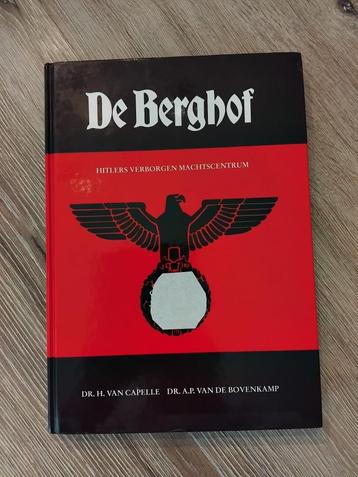 De Berghof
HITLERS VERBORGEN MACHTSCENTRUM
DR. H. VAN CAPELLE DR. A.P. VAN DE BOVENKAMP